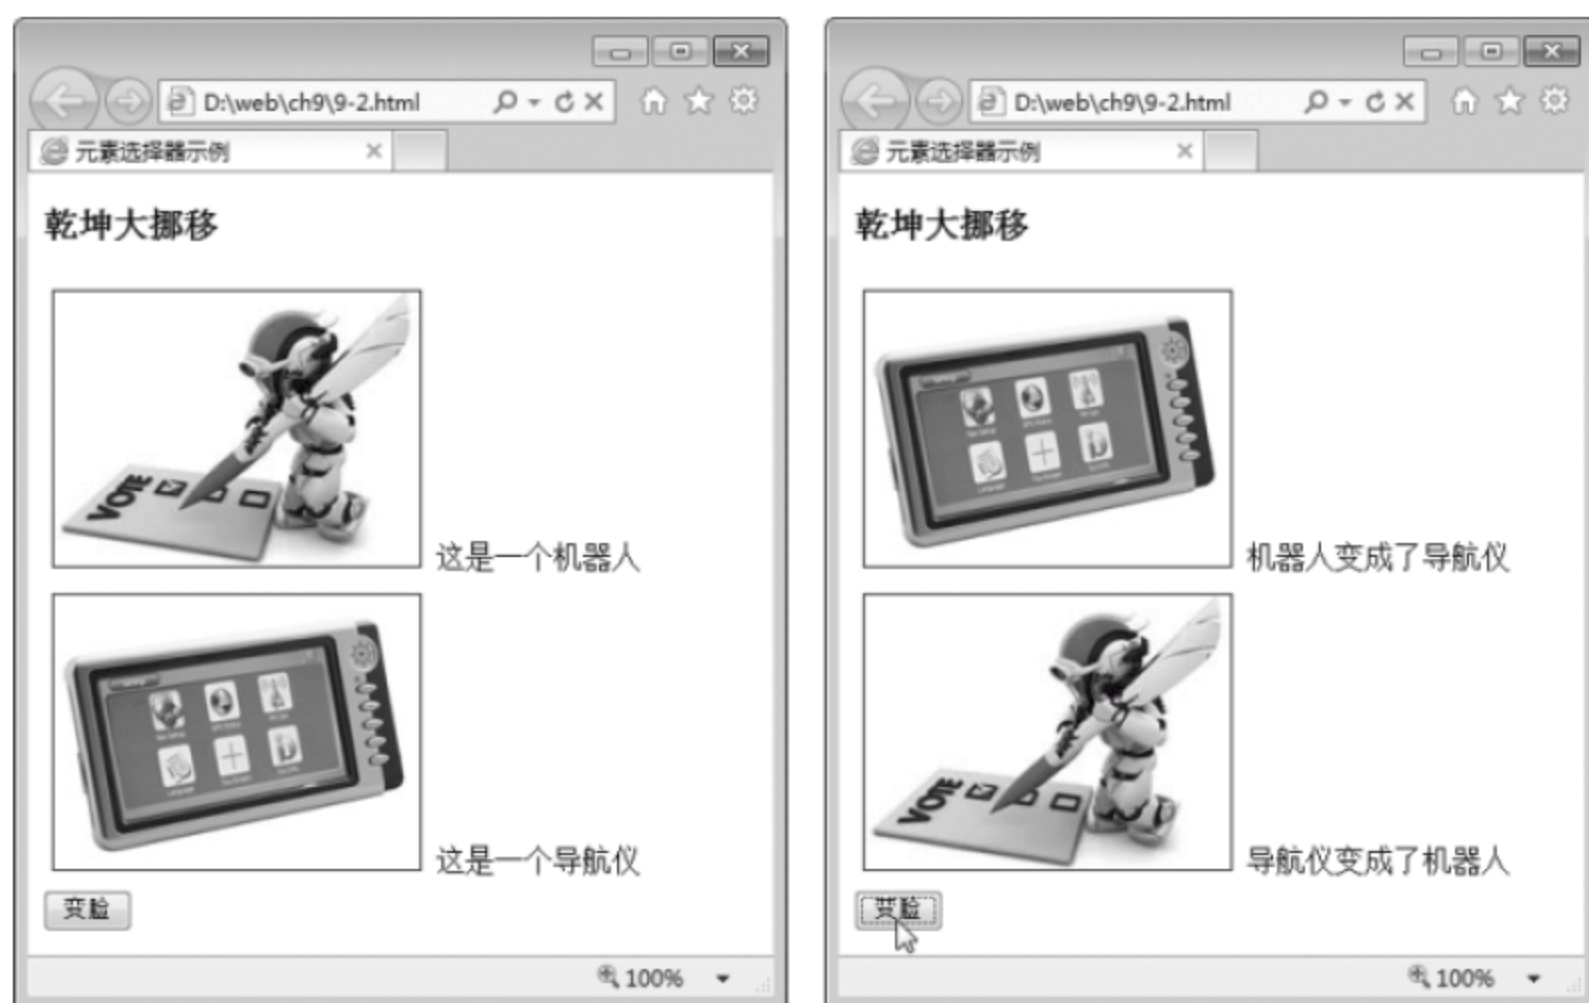 D:\web\ch9\9-2.html
元素选择器示例
乾坤大挪移
VOTE
这是一个机器人
这是一个导航仪
变脸
100%
D:\web\ch9\9-2.html
元素选择器示例
乾坤大挪移
机器人变成了导航仪
VOTE
导航仪变成了机器人
变脸
100%